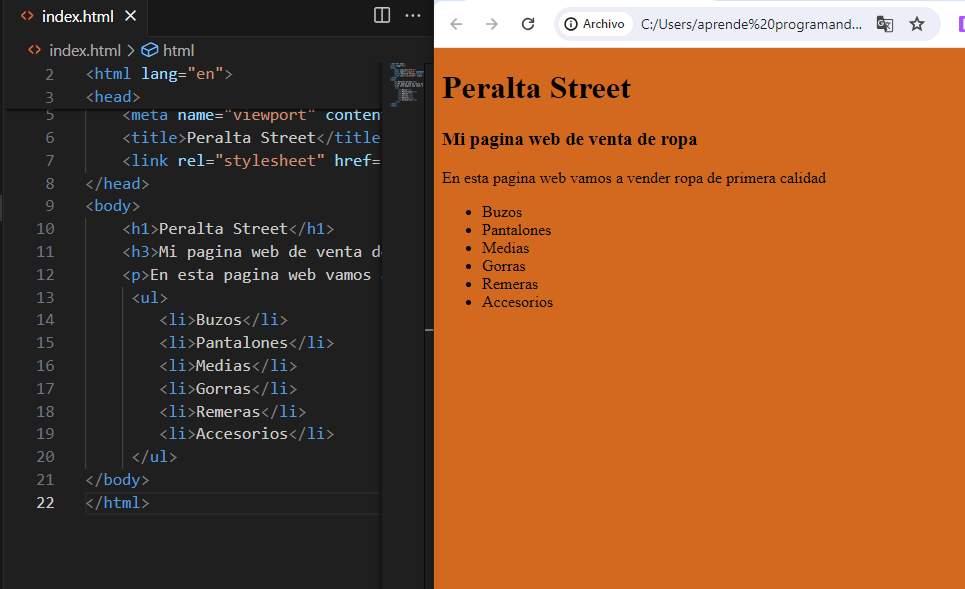 index.html
index.html > html
2 <html lang="en">
3 <head>
5 <meta name="viewport" conten
6 <title>Peralta Street</title
7 <link rel="stylesheet" href=
8 </head>
9 <body>
10 <h1>Peralta Street</h1>
11 <h3>Mi pagina web de venta d
12 <p>En esta pagina web vamos
13 <ul>
14 <li>Buzos</li>
15 <li>Pantalones</li>
16 <li>Medias</li>
17 <li>Gorras</li>
18 <li>Remeras</li>
19 <li>Accesorios</li>
20 </ul>
21 </body>
22 </html>
Archivo C:/Users/aprende%20programand...
Peralta Street
Mi pagina web de venta de ropa
En esta pagina web vamos a vender ropa de primera calidad
• Buzos
• Pantalones
• Medias
• Gorras
• Remeras
• Accesorios